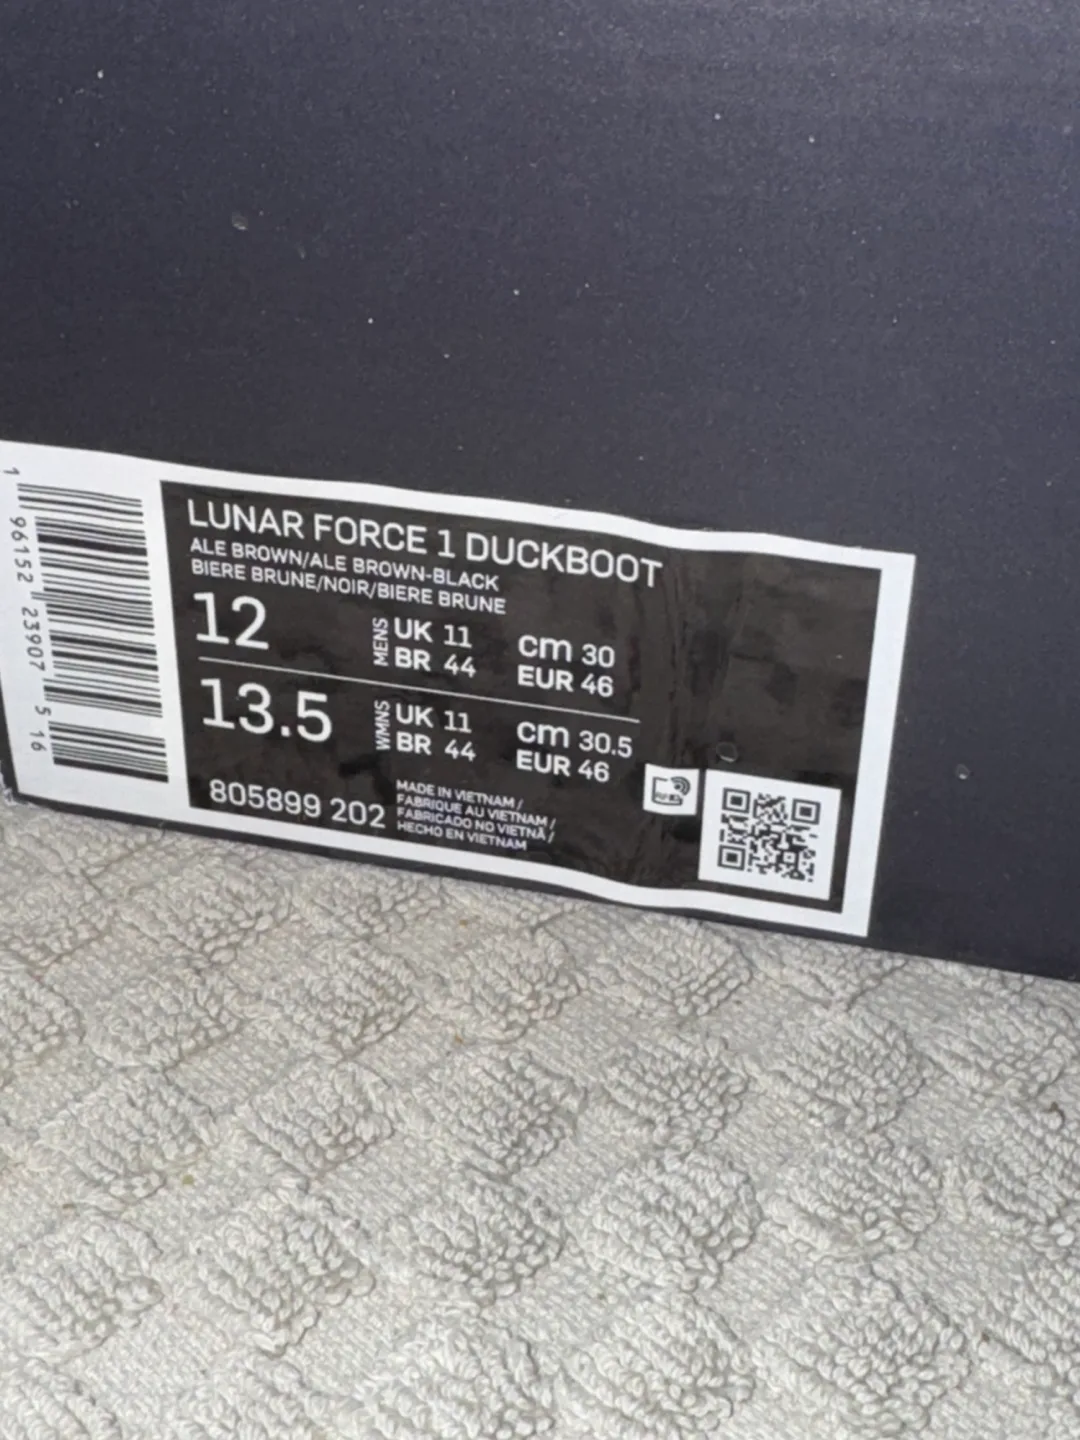 LUNAR FORCE 1 DUCKBOOT
ALE BROWN/ALE BROWN-BLACK
BIERE BRUNE/NOIR/BIERE BRUNE
12 MENS UK 11 cm 30
BR 44 EUR 46
13.5 WMNS UK 11 cm 30.5
BR 44 EUR 46
805899 202
MADE IN VIETNAM /
FABRIQUE AU VIETNAM /
FABRICADO NO VIETNÃ /
HECHO EN VIETNAM
1 96152 23907 5 16